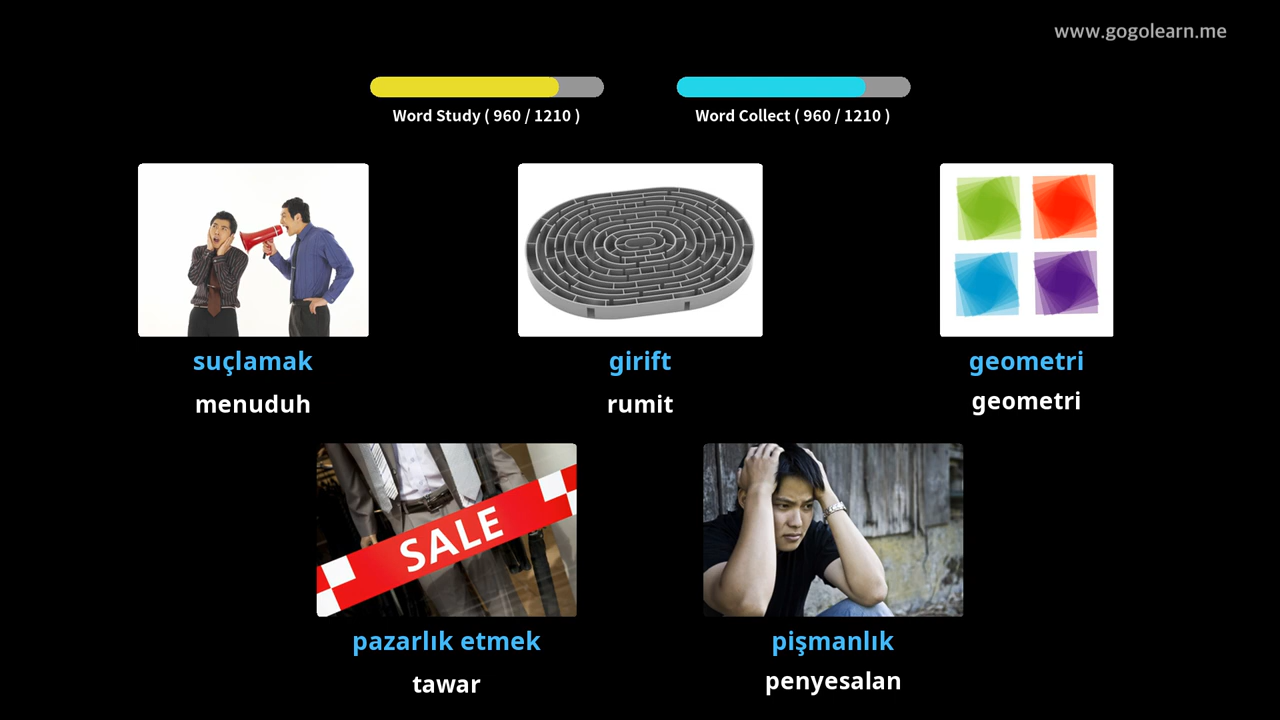 www.gogolearn.me
Word Study ( 960 / 1210 )
Word Collect ( 960 / 1210 )
suçlamak
menuduh
girift
rumit
geometri
geometri
SALE
pazarlık etmek
tawar
pişmanlık
penyesalan